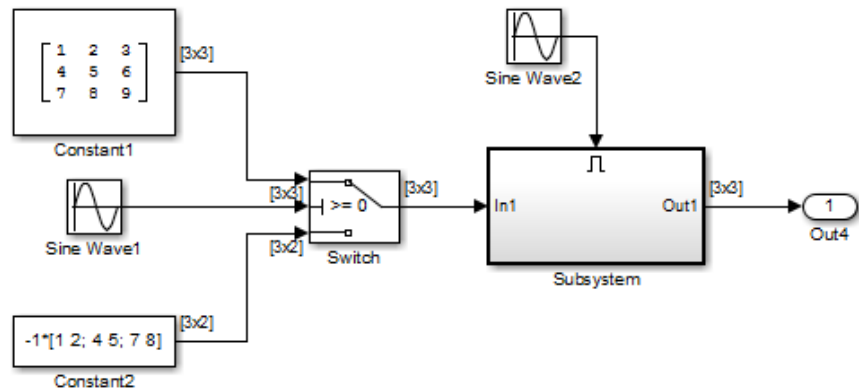 1 2 3
4 5 6
7 8 9
[3x3]
Constant1
Sine Wave2
[3x3]
>= 0
[3x3]
In1
Out1
[3x3]
1
Sine Wave1
[3x2]
Switch
Subsystem
Out4
-1*[1 2; 4 5; 7 8]
[3x2]
Constant2